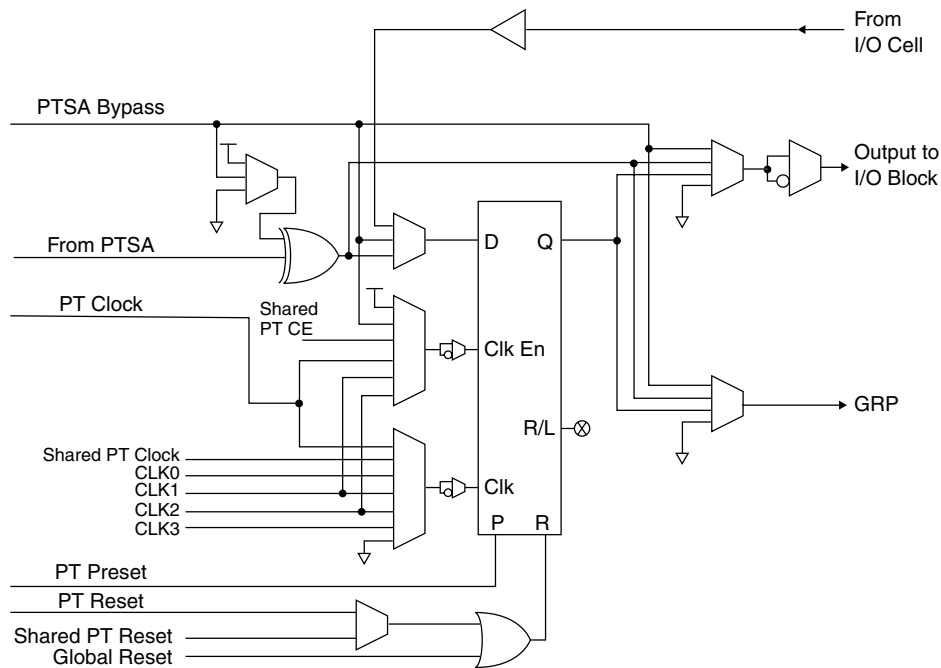 From
I/O Cell
PTSA Bypass
Output to
I/O Block
From PTSA
D
Q
PT Clock
Shared
PT CE
Clk En
GRP
R/L
Shared PT Clock
CLK0
CLK1
Clk
CLK2
CLK3
P
R
PT Preset
PT Reset
Shared PT Reset
Global Reset